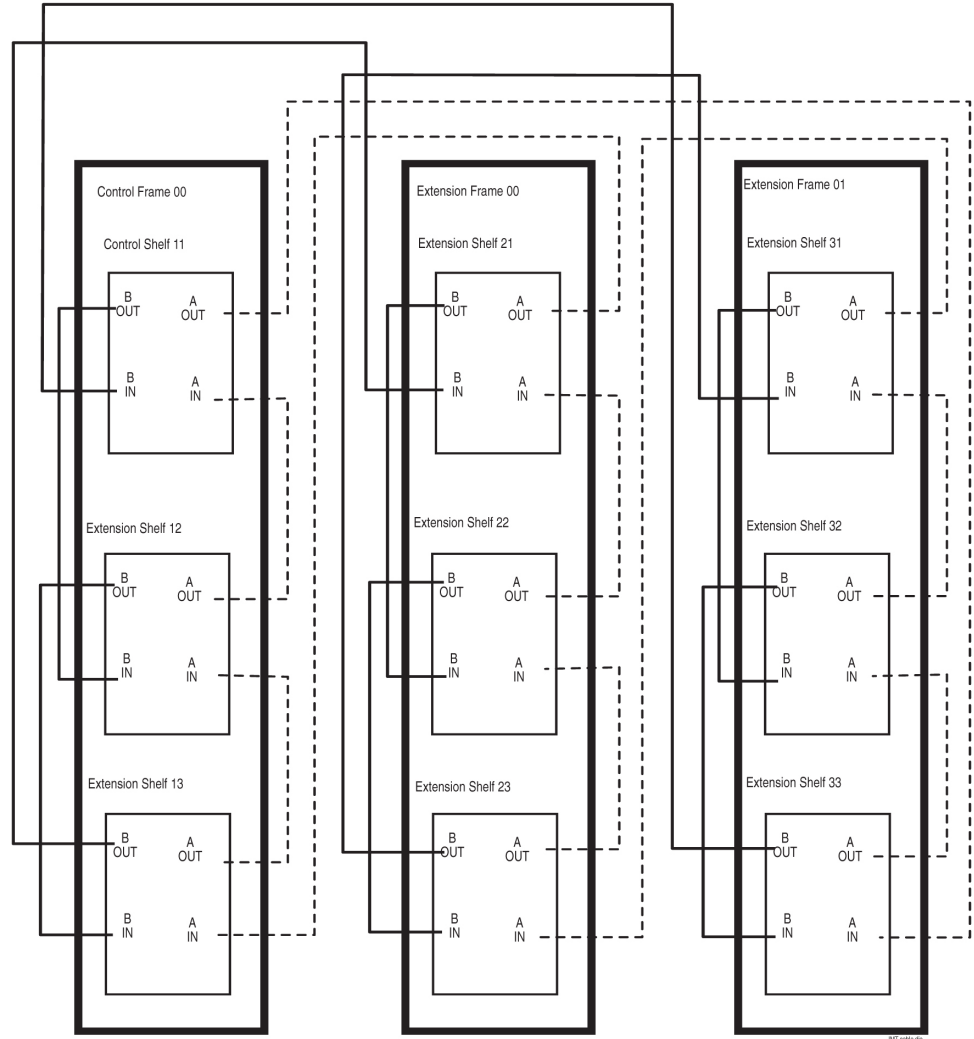 Control Frame 00
Control Shelf 11
B
OUT
A
OUT
B
IN
A
IN
Extension Shelf 12
B
OUT
A
OUT
B
IN
A
IN
Extension Shelf 13
B
OUT
A
OUT
B
IN
A
IN
Extension Frame 00
Extension Shelf 21
B
OUT
A
OUT
B
IN
A
IN
Extension Shelf 22
B
OUT
A
OUT
B
IN
A
IN
Extension Shelf 23
B
OUT
A
OUT
B
IN
A
IN
Extension Frame 01
Extension Shelf 31
B
OUT
A
OUT
B
IN
A
IN
Extension Shelf 32
B
OUT
A
OUT
B
IN
A
IN
Extension Shelf 33
B
OUT
A
OUT
B
IN
A
IN